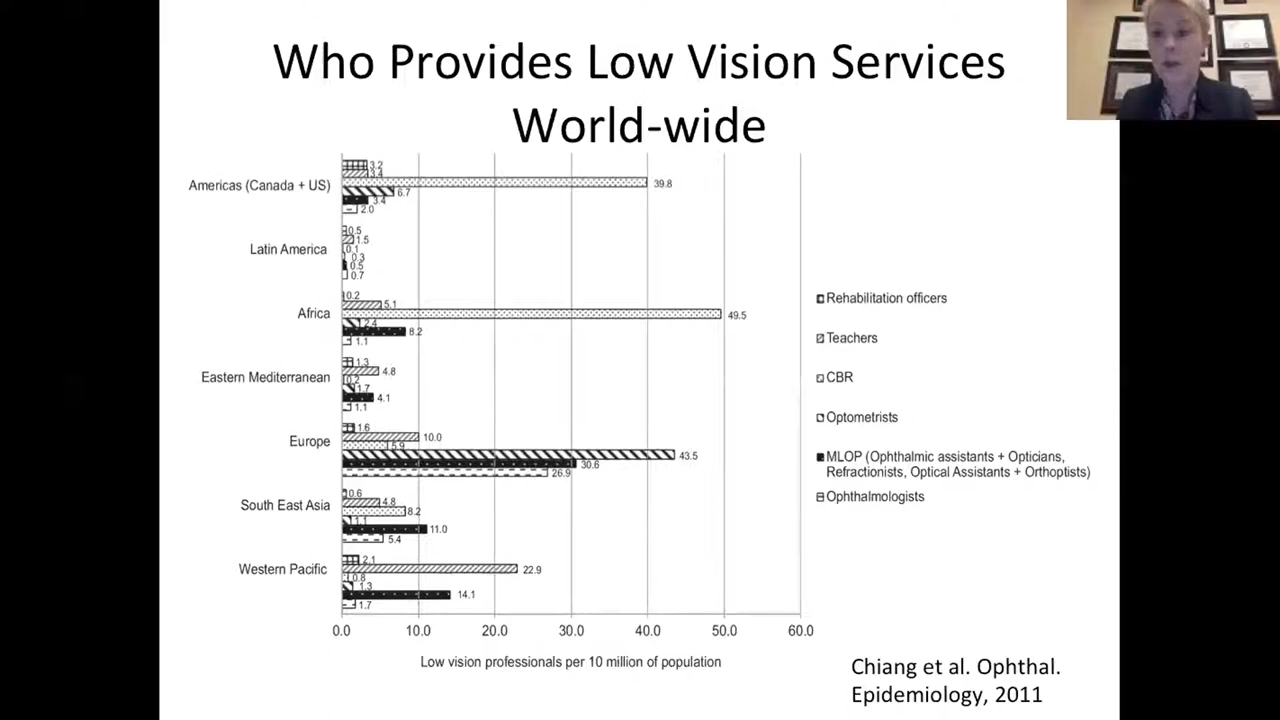 Who Provides Low Vision Services
World-wide
Americas (Canada + US)
3.2
3.4
39.8
6.7
3.4
2.0
Latin America
0.5
1.5
0.1
0.3
0.5
0.7
Africa
0.2
5.1
49.5
2.4
8.2
1.1
Eastern Mediterranean
1.3
4.8
0.2
1.7
4.1
1.1
Europe
1.6
10.0
5.9
43.5
30.6
26.9
South East Asia
0.6
4.8
8.2
1.1
11.0
5.4
Western Pacific
2.1
22.9
0.8
1.3
14.1
1.7
0.0 10.0 20.0 30.0 40.0 50.0 60.0
Low vision professionals per 10 million of population
Rehabilitation officers
Teachers
CBR
Optometrists
MLOP (Ophthalmic assistants + Opticians,
Refractionists, Optical Assistants + Orthoptists)
Ophthalmologists
Chiang et al. Ophthal.
Epidemiology, 2011